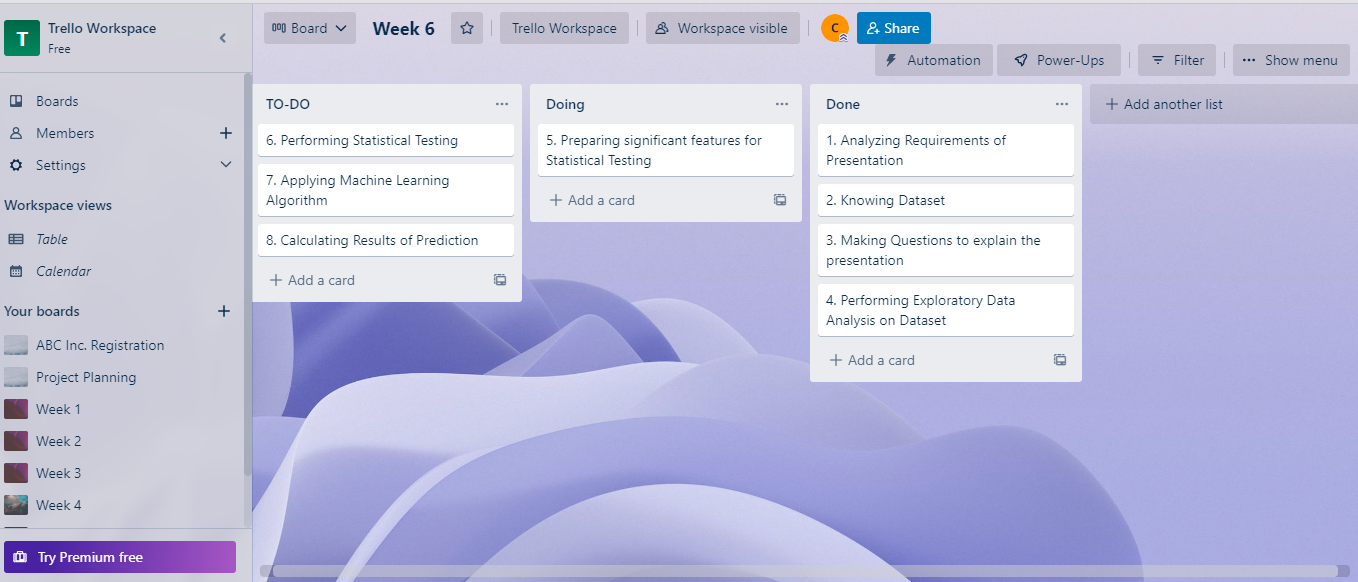 T
Trello Workspace
Free
Boards
Members
Settings
Workspace views
Table
Calendar
Your boards
ABC Inc. Registration
Project Planning
Week 1
Week 2
Week 3
Week 4
Try Premium free
Board
Week 6
Trello Workspace
Workspace visible
C
Share
Automation
Power-Ups
Filter
Show menu
TO-DO
6. Performing Statistical Testing
7. Applying Machine Learning
Algorithm
8. Calculating Results of Prediction
Add a card
Doing
5. Preparing significant features for
Statistical Testing
Add a card
Done
1. Analyzing Requirements of
Presentation
2. Knowing Dataset
3. Making Questions to explain the
presentation
4. Performing Exploratory Data
Analysis on Dataset
Add a card
Add another list